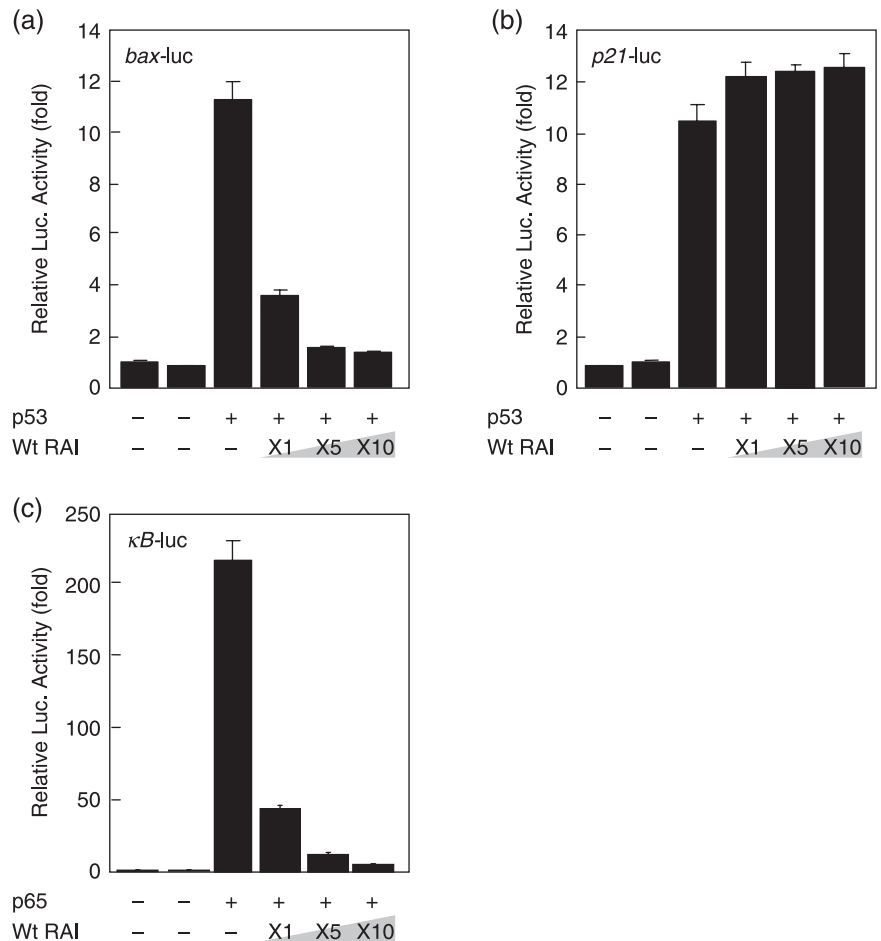 (a)
bax-luc
Relative Luc. Activity (fold)
14
12
10
8
6
4
2
0
p53 – – + + + +
Wt RAI – – – X1 X5 X10
(b)
p21-luc
Relative Luc. Activity (fold)
14
12
10
8
6
4
2
0
p53 – – + + + +
Wt RAI – – – X1 X5 X10
(c)
κB-luc
Relative Luc. Activity (fold)
250
200
150
100
50
0
p65 – – + + + +
Wt RAI – – – X1 X5 X10